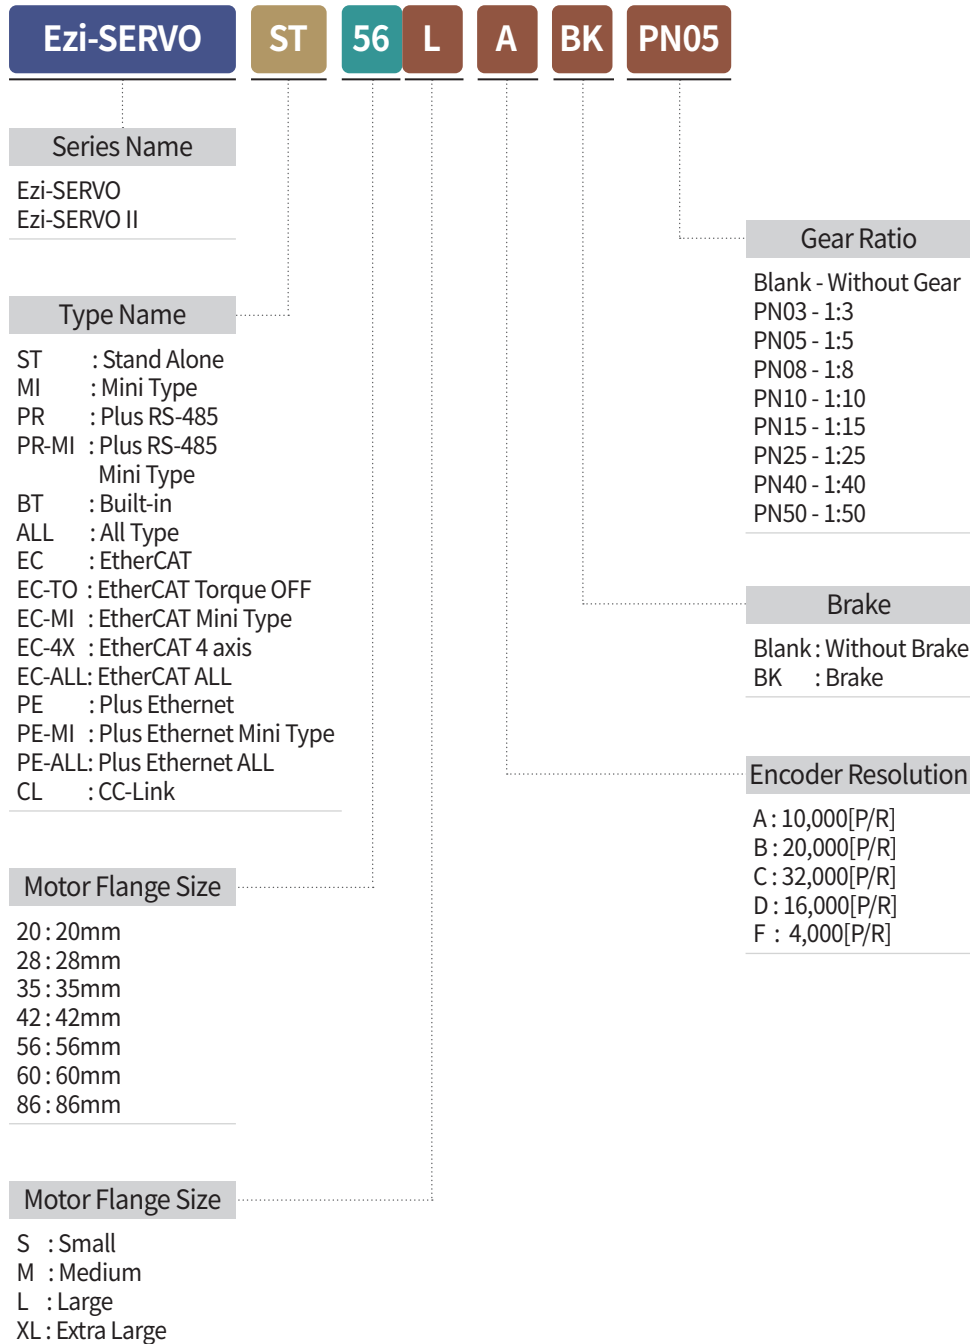 Ezi-SERVO ST 56 L A BK PN05
Series Name
Ezi-SERVO
Ezi-SERVO II
Type Name
ST : Stand Alone
MI : Mini Type
PR : Plus RS-485
PR-MI : Plus RS-485
Mini Type
BT : Built-in
ALL : All Type
EC : EtherCAT
EC-TO : EtherCAT Torque OFF
EC-MI : EtherCAT Mini Type
EC-4X : EtherCAT 4 axis
EC-ALL: EtherCAT ALL
PE : Plus Ethernet
PE-MI : Plus Ethernet Mini Type
PE-ALL: Plus Ethernet ALL
CL : CC-Link
Motor Flange Size
20 : 20mm
28 : 28mm
35 : 35mm
42 : 42mm
56 : 56mm
60 : 60mm
86 : 86mm
Motor Flange Size
S : Small
M : Medium
L : Large
XL : Extra Large
Gear Ratio
Blank - Without Gear
PN03 - 1:3
PN05 - 1:5
PN08 - 1:8
PN10 - 1:10
PN15 - 1:15
PN25 - 1:25
PN40 - 1:40
PN50 - 1:50
Brake
Blank : Without Brake
BK : Brake
Encoder Resolution
A : 10,000[P/R]
B : 20,000[P/R]
C : 32,000[P/R]
D : 16,000[P/R]
F : 4,000[P/R]